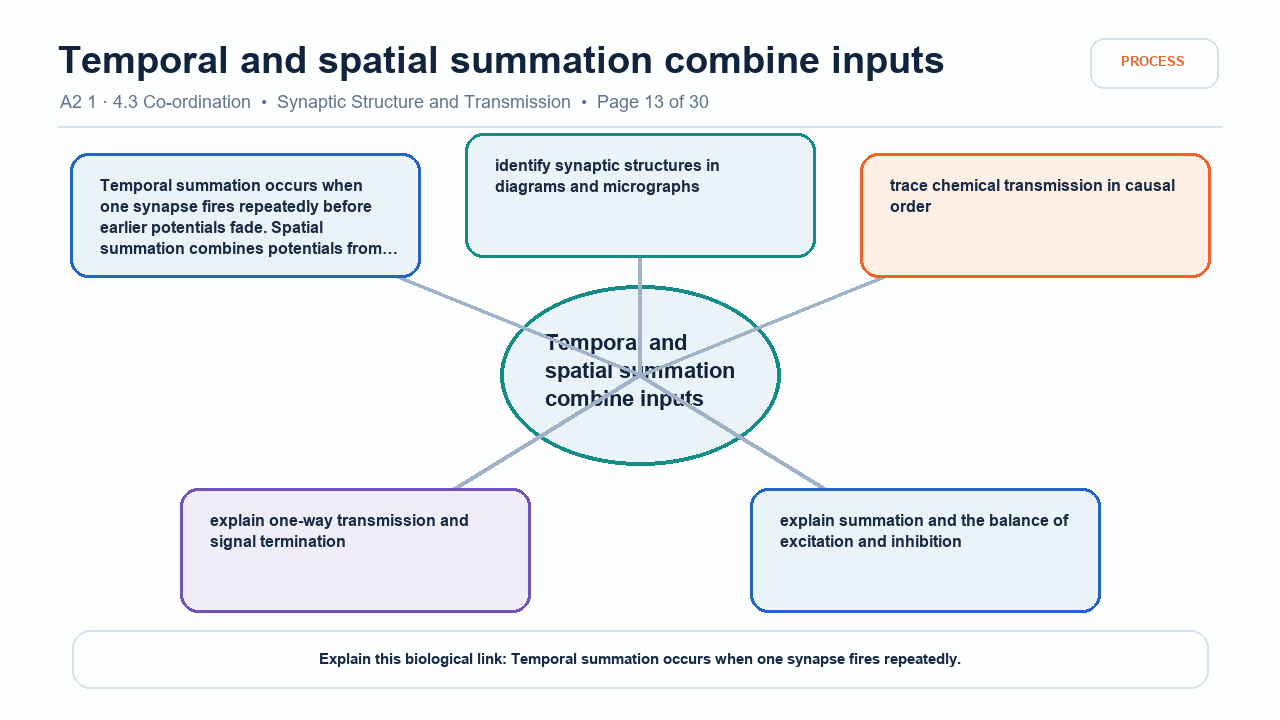 Temporal and spatial summation combine inputs
PROCESS
A2 1 · 4.3 Co-ordination • Synaptic Structure and Transmission • Page 13 of 30
Temporal summation occurs when
one synapse fires repeatedly before
earlier potentials fade. Spatial
summation combines potentials from…
identify synaptic structures in
diagrams and micrographs
trace chemical transmission in causal
order
Temporal and
spatial summation
combine inputs
explain one-way transmission and
signal termination
explain summation and the balance of
excitation and inhibition
Explain this biological link: Temporal summation occurs when one synapse fires repeatedly.